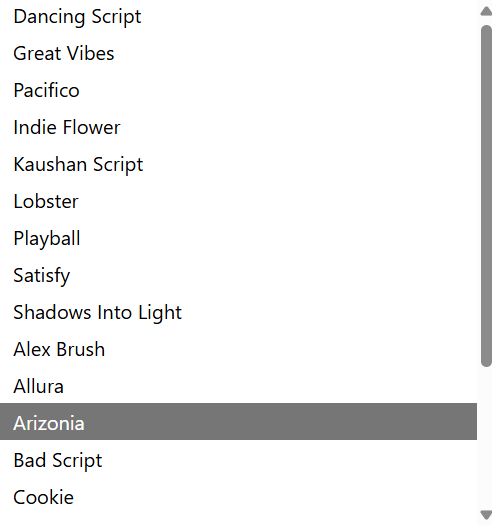 Dancing Script
Great Vibes
Pacifico
Indie Flower
Kaushan Script
Lobster
Playball
Satisfy
Shadows Into Light
Alex Brush
Allura
Arizonia
Bad Script
Cookie